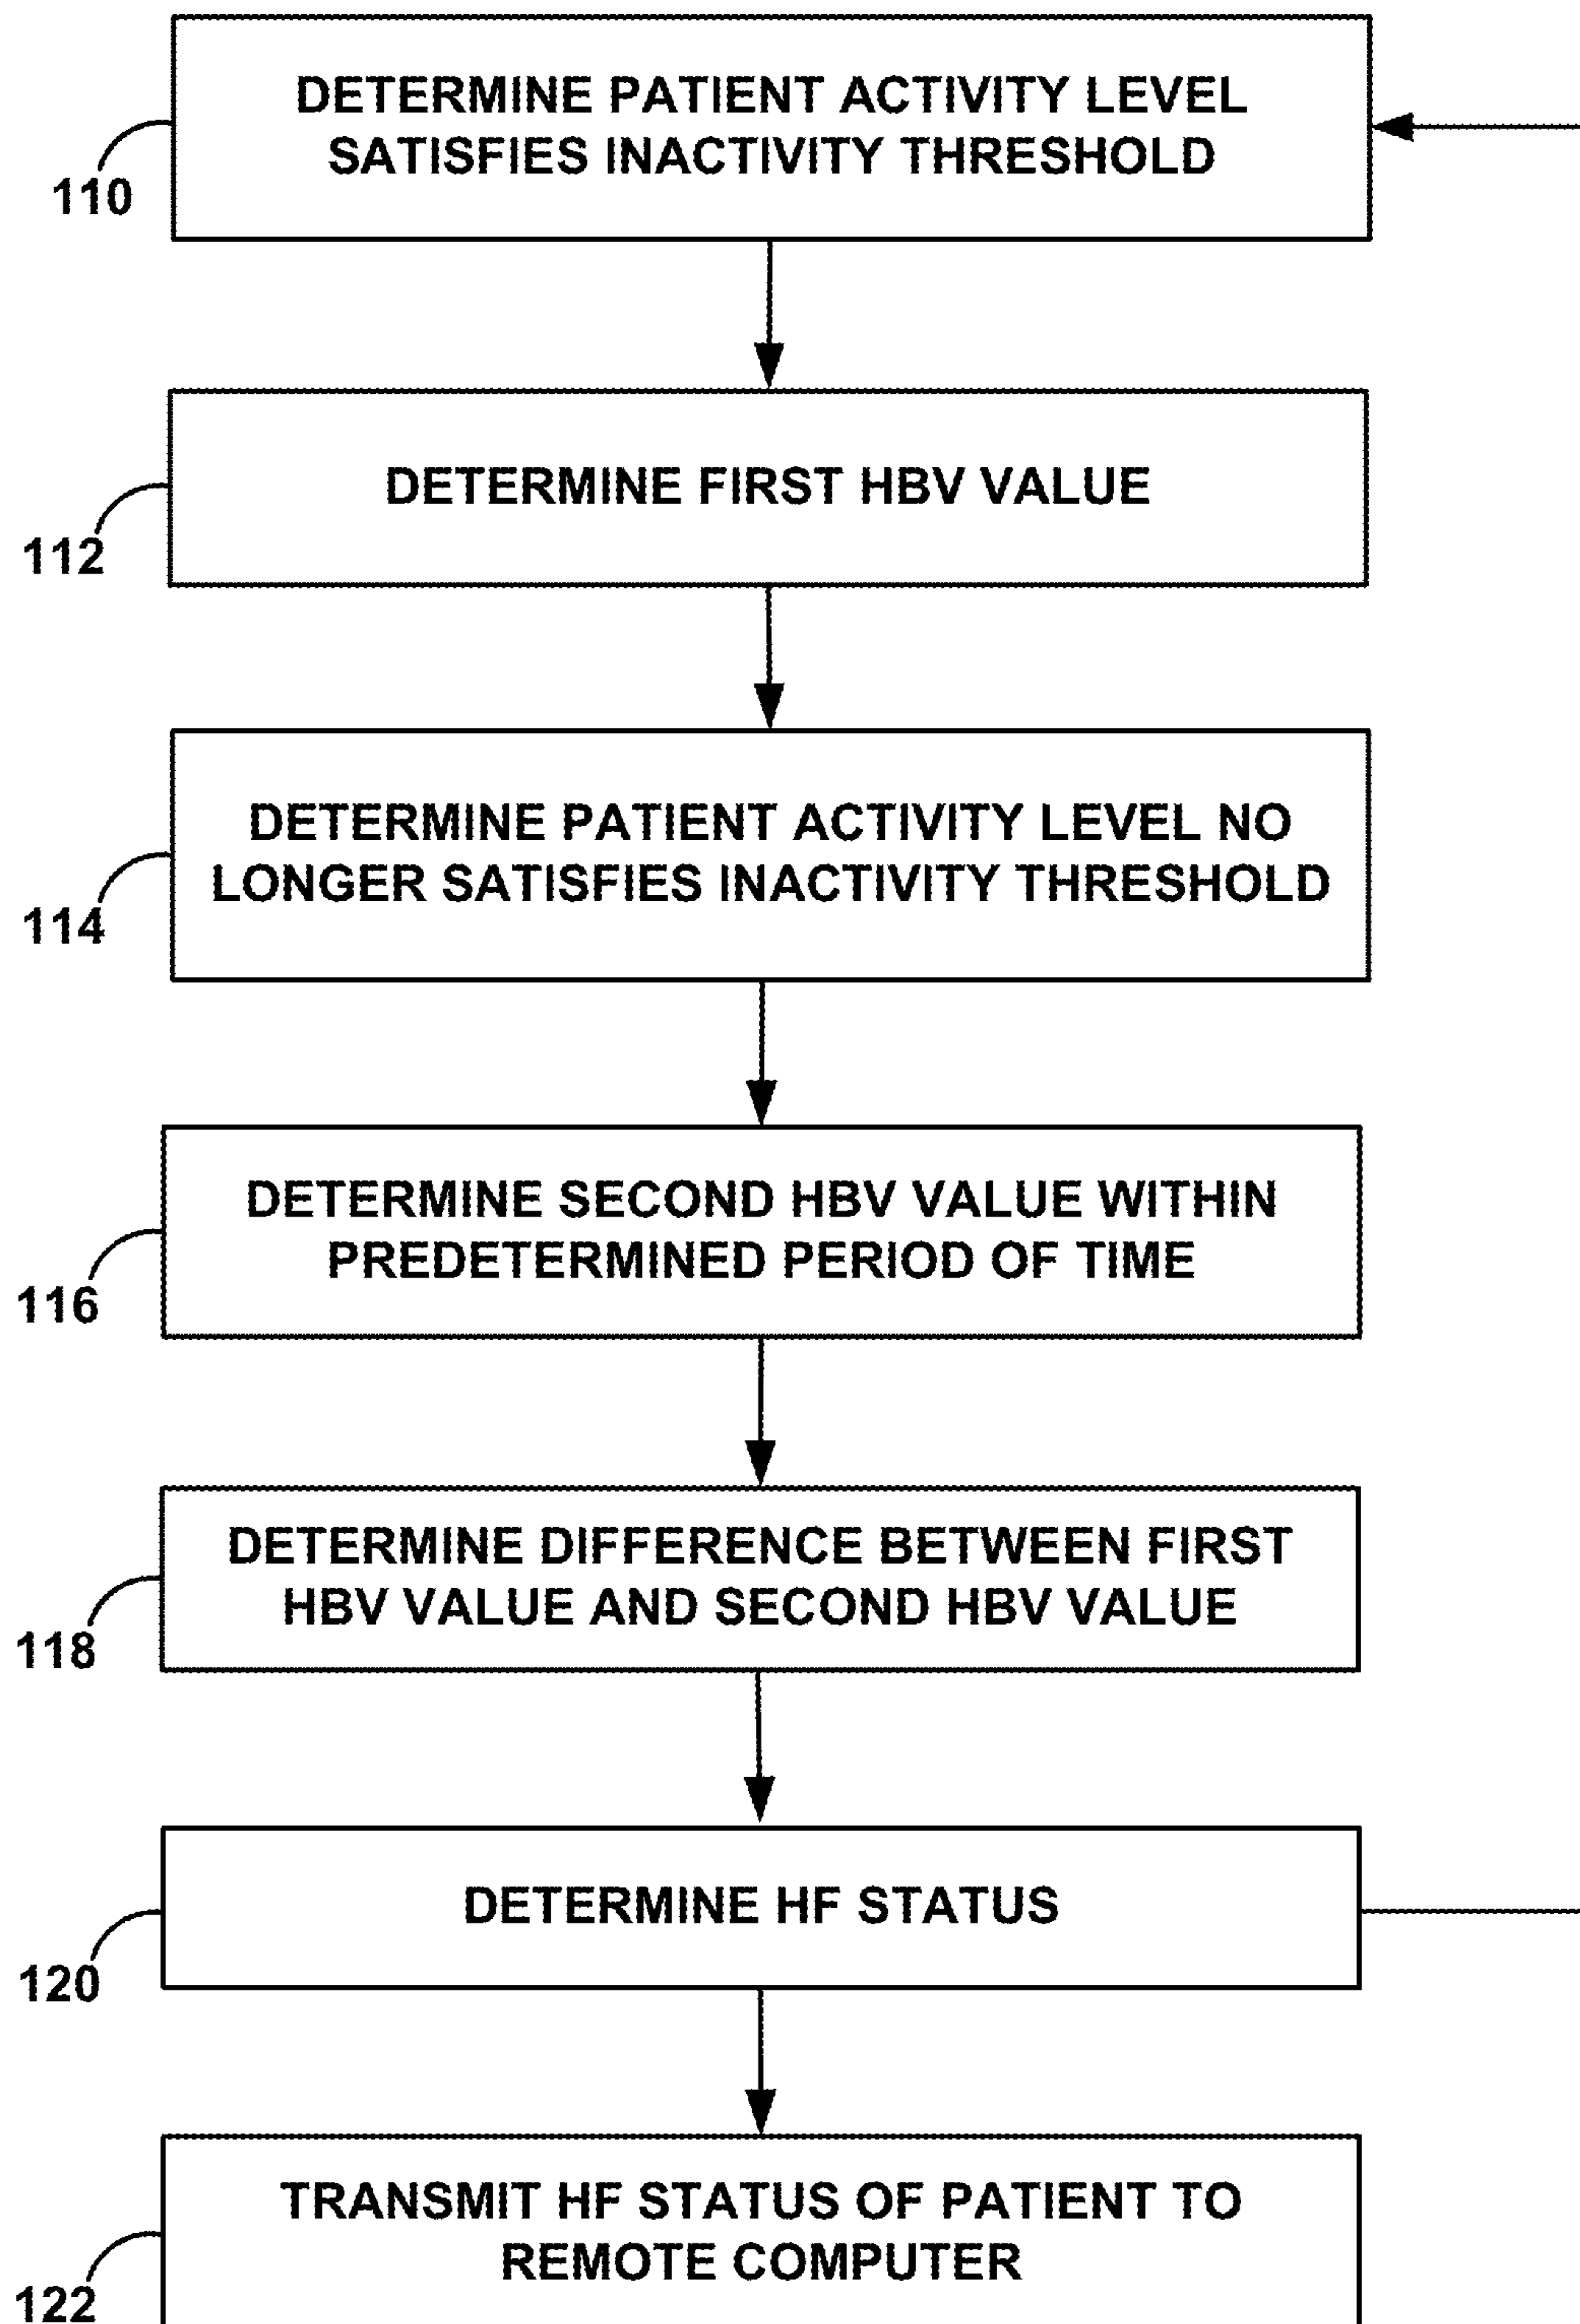 DETERMINE PATIENT ACTIVITY LEVEL
SATISFIES INACTIVITY THRESHOLD
110
DETERMINE FIRST HBV VALUE
112
DETERMINE PATIENT ACTIVITY LEVEL NO
LONGER SATISFIES INACTIVITY THRESHOLD
114
DETERMINE SECOND HBV VALUE WITHIN
PREDETERMINED PERIOD OF TIME
116
DETERMINE DIFFERENCE BETWEEN FIRST
HBV VALUE AND SECOND HBV VALUE
118
DETERMINE HF STATUS
120
TRANSMIT HF STATUS OF PATIENT TO
REMOTE COMPUTER
122